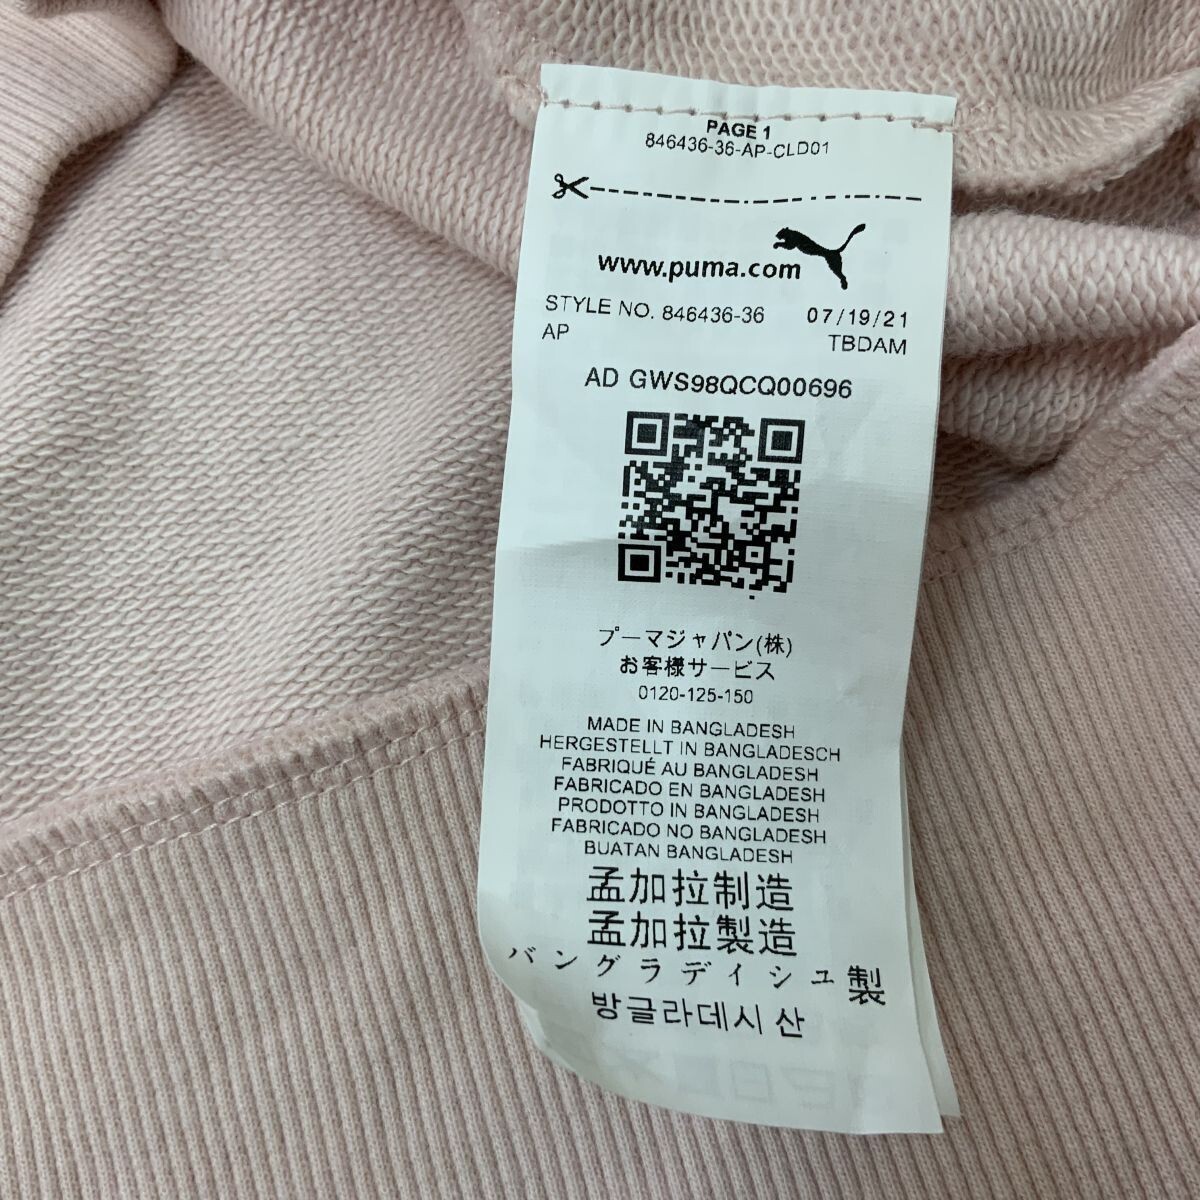 PAGE 1
846436-36-AP-CLD01
www.puma.com
STYLE NO. 846436-36 07/19/21
AP TBDAM
AD GWS98QCQ00696
プーマジャパン(株)
お客様サービス
0120-125-150
MADE IN BANGLADESH
HERGESTELLT IN BANGLADESCH
FABRIQUÉ AU BANGLADESH
FABRICADO EN BANGLADESH
PRODOTTO IN BANGLADESH
FABRICADO NO BANGLADESH
BUATAN BANGLADESH
孟加拉制造
孟加拉製造
バングラディシュ製
방글라데시 산